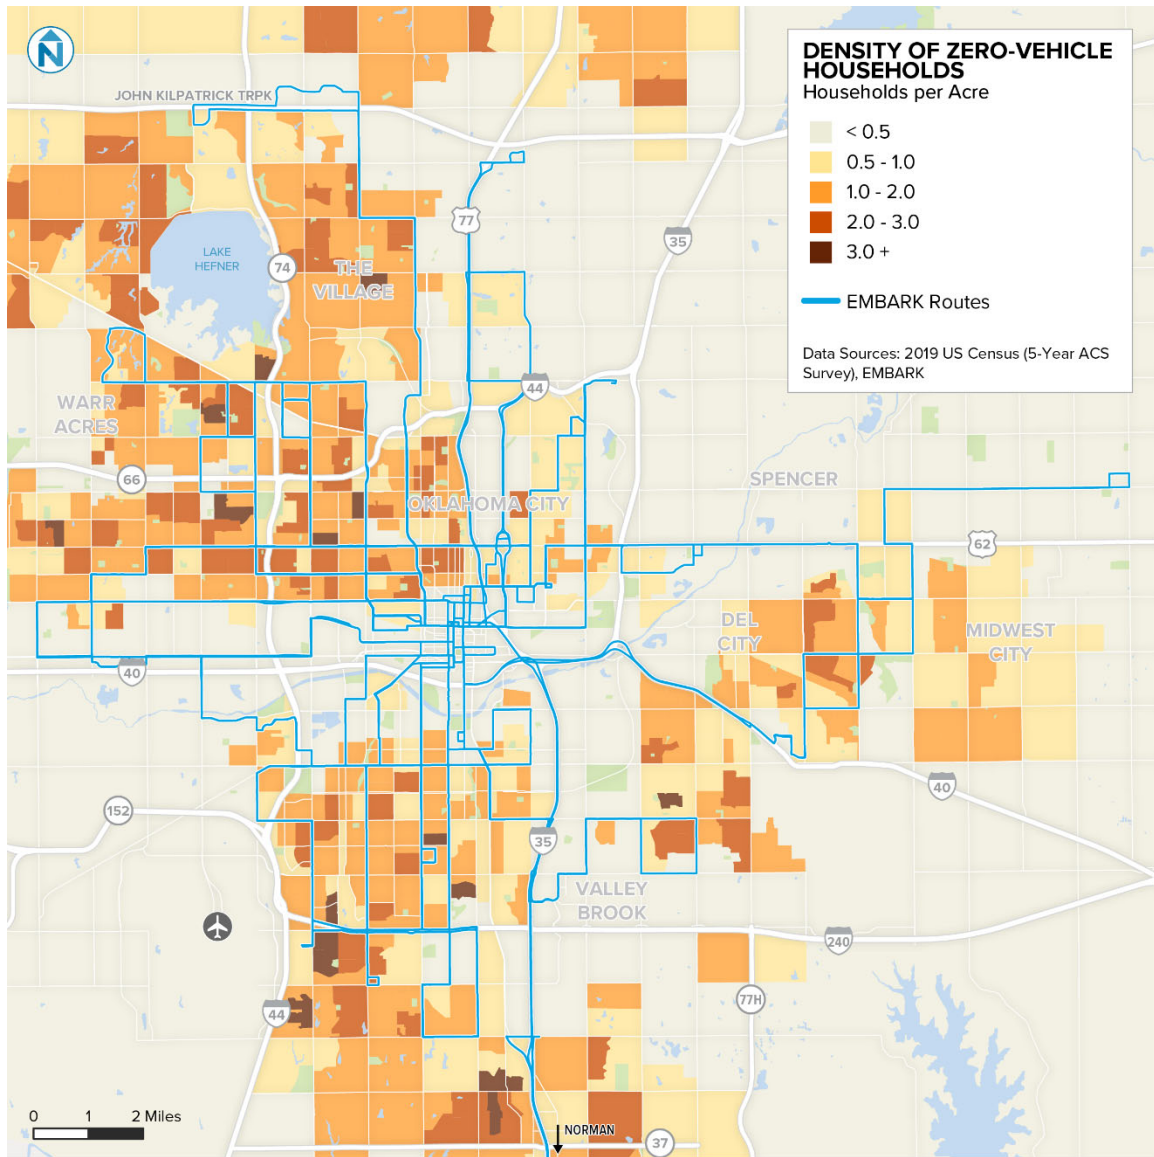 N
DENSITY OF ZERO-VEHICLE
HOUSEHOLDS
Households per Acre
< 0.5
0.5 - 1.0
1.0 - 2.0
2.0 - 3.0
3.0 +
EMBARK Routes
Data Sources: 2019 US Census (5-Year ACS
Survey), EMBARK
JOHN KILPATRICK TRPK
77
35
LAKE
HEFNER
74
THE
VILLAGE
44
WARR
ACRES
66
SPENCER
OKLAHOMA CITY
62
DEL
CITY
MIDWEST
CITY
40
40
152
35
VALLEY
BROOK
240
77H
44
0 1 2 Miles
NORMAN
37